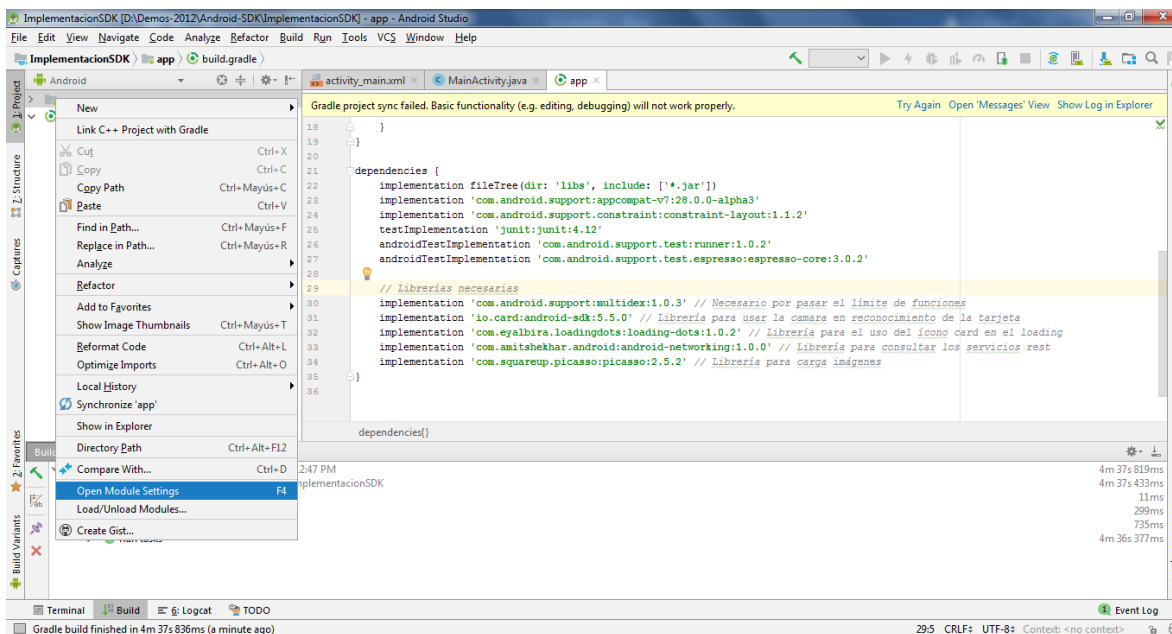 ImplementacionSDK [D:\Demos-2012\Android-SDK\ImplementacionSDK] - app - Android Studio
File Edit View Navigate Code Analyze Refactor Build Run Tools VCS Window Help
ImplementacionSDK app build.gradle
Android activity_main.xml MainActivity.java app
1: Project
Z: Structure
Captures
2: Favorites
Build Variants
New
Link C++ Project with Gradle
Cut Ctrl+X
Copy Ctrl+C
Copy Path Ctrl+Mayús+C
Paste Ctrl+V
Find in Path... Ctrl+Mayús+F
Replace in Path... Ctrl+Mayús+R
Analyze
Refactor
Add to Favorites
Show Image Thumbnails Ctrl+Mayús+T
Reformat Code Ctrl+Alt+L
Optimize Imports Ctrl+Alt+O
Local History
Synchronize 'app'
Show in Explorer
Directory Path Ctrl+Alt+F12
Compare With... Ctrl+D
Open Module Settings F4
Load/Unload Modules...
Create Gist...
Gradle project sync failed. Basic functionality (e.g. editing, debugging) will not work properly. Try Again Open 'Messages' View Show Log in Explorer
18 }
19 }
20
21 dependencies {
22 implementation fileTree(dir: 'libs', include: ['*.jar'])
23 implementation 'com.android.support:appcompat-v7:28.0.0-alpha3'
24 implementation 'com.android.support.constraint:constraint-layout:1.1.2'
25 testImplementation 'junit:junit:4.12'
26 androidTestImplementation 'com.android.support.test:runner:1.0.2'
27 androidTestImplementation 'com.android.support.test.espresso:espresso-core:3.0.2'
28
29 // Librerías necesarias
30 implementation 'com.android.support:multidex:1.0.3' // Necesario por pasar el límite de funciones
31 implementation 'io.card:android-sdk:5.5.0' // Librería para usar la camara en reconocimiento de la tarjeta
32 implementation 'com.eyalbira.loadingdots:loading-dots:1.0.2' // Librería para el uso del ícono card en el loading
33 implementation 'com.amitshekhar.android:android-networking:1.0.0' // Librería para consultar los servicios rest
34 implementation 'com.squareup.picasso:picasso:2.5.2' // Librería para carga imágenes
35 }
36
dependencies{}
Build
2:47 PM 4m 37s 819ms
plementacionSDK 4m 37s 433ms
11ms
299ms
735ms
Run tasks 4m 36s 377ms
Terminal Build 6: Logcat TODO 1 Event Log
Gradle build finished in 4m 37s 836ms (a minute ago) 29:5 CRLF UTF-8 Context: <no context>